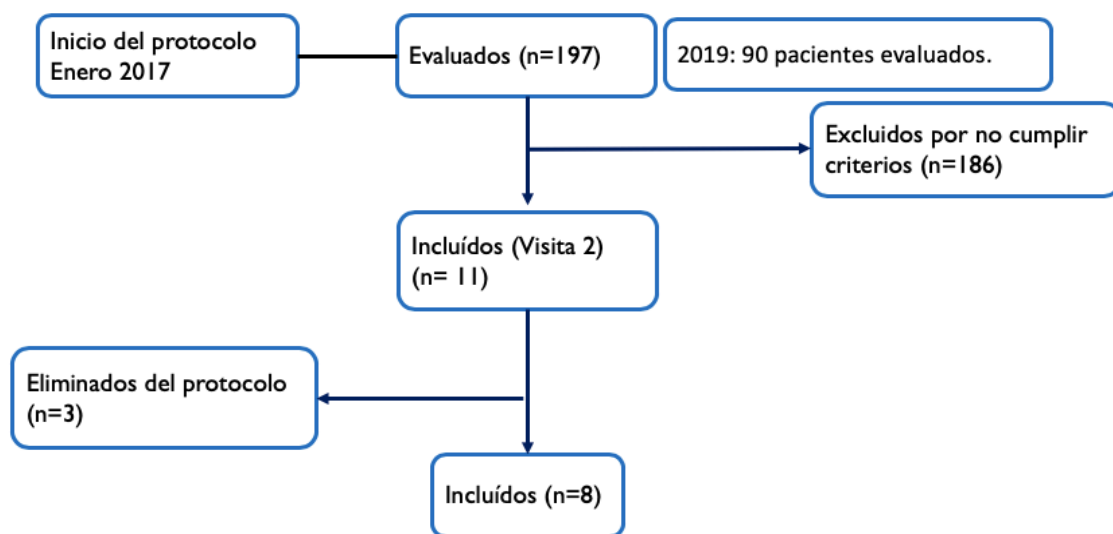 Inicio del protocolo
Enero 2017
Evaluados (n=197)
2019: 90 pacientes evaluados.
Excluidos por no cumplir
criterios (n=186)
Incluídos (Visita 2)
(n= 11)
Eliminados del protocolo
(n=3)
Incluídos (n=8)